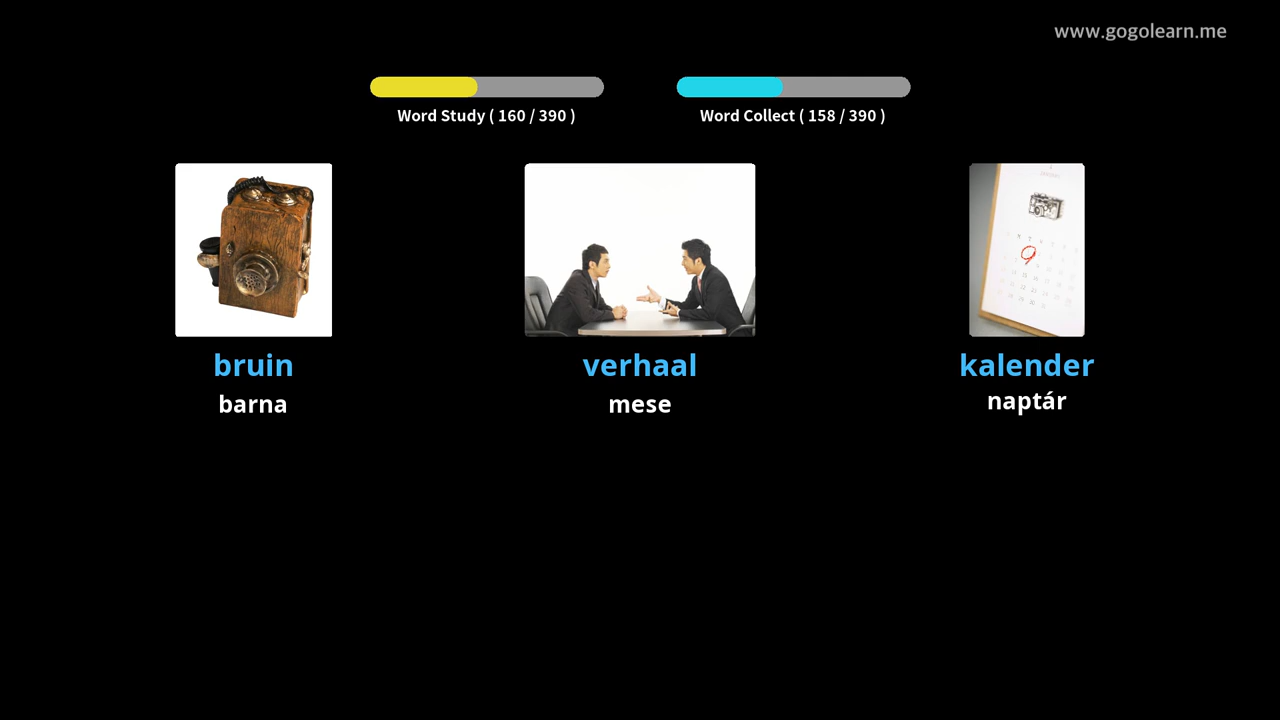 www.gogolearn.me
Word Study ( 160 / 390 )
Word Collect ( 158 / 390 )
bruin
verhaal
kalender
barna
mese
naptár